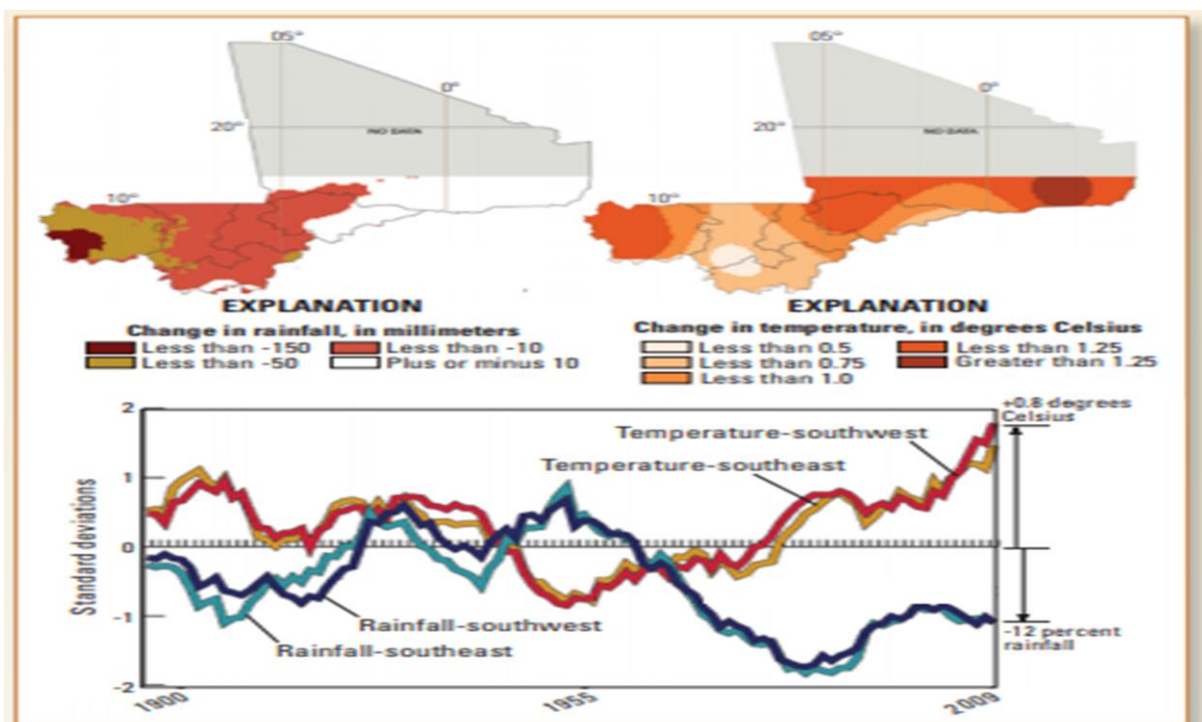 05°
0°
20°
NO DATA
10°
05°
0°
20°
NO DATA
10°
EXPLANATION
Change in rainfall, in millimeters
Less than -150
Less than -10
Less than -50
Plus or minus 10
EXPLANATION
Change in temperature, in degrees Celsius
Less than 0.5
Less than 1.25
Less than 0.75
Greater than 1.25
Less than 1.0
2
1
0
-1
-2
Standard deviations
Temperature-southwest
Temperature-southeast
Rainfall-southwest
Rainfall-southeast
+0.8 degrees
Celsius
-12 percent
rainfall
1900
1955
2009